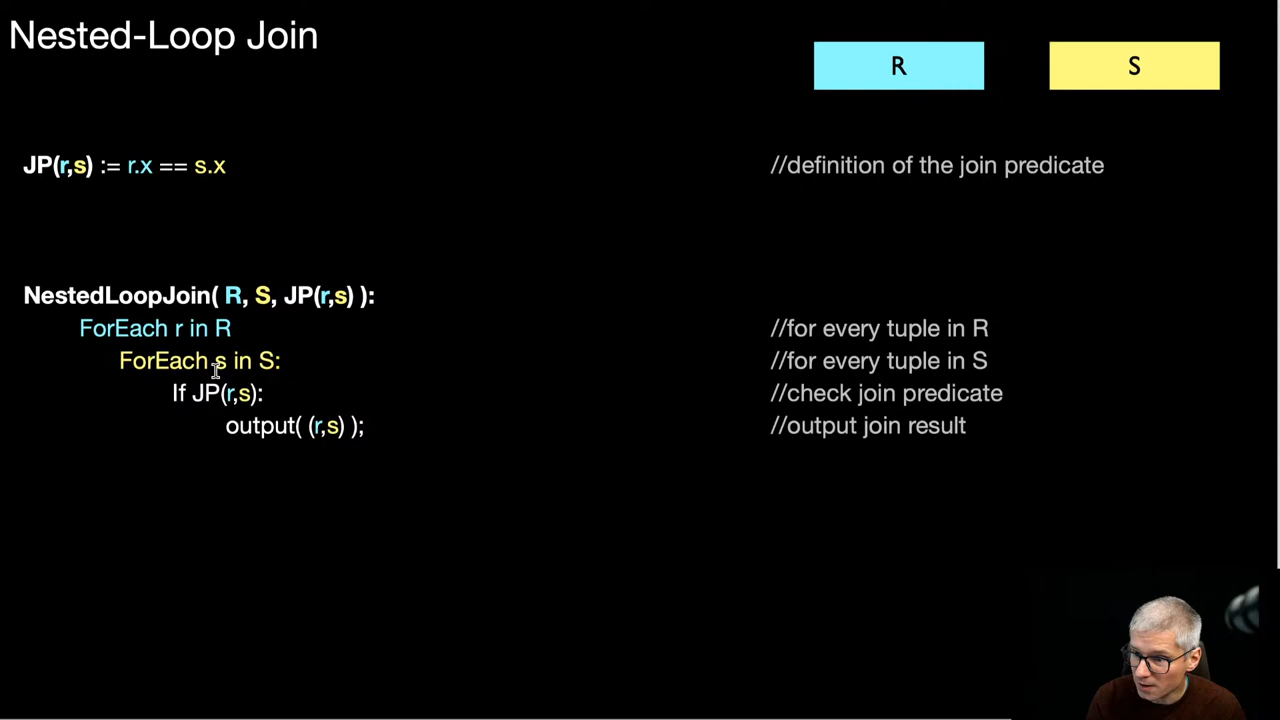 Nested-Loop Join
R
S
JP(r,s) := r.x == s.x
//definition of the join predicate
NestedLoopJoin( R, S, JP(r,s) ):
ForEach r in R
//for every tuple in R
ForEach s in S:
//for every tuple in S
If JP(r,s):
//check join predicate
output( (r,s) );
//output join result